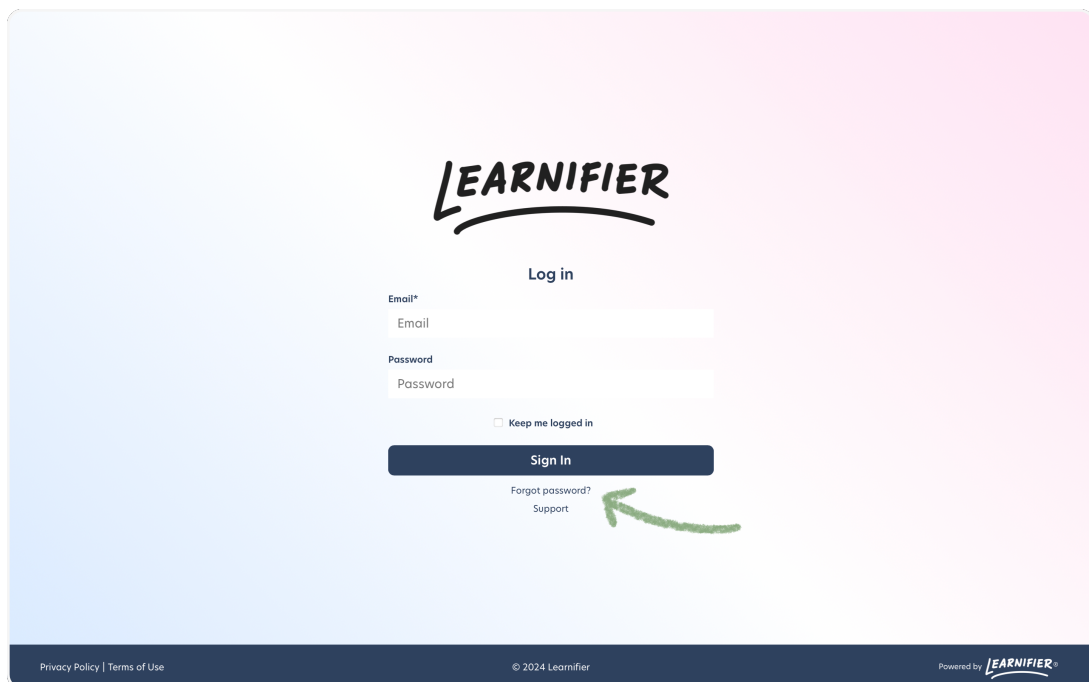 LEARNIFIER
Log in
Email*
Email
Password
Password
Keep me logged in
Sign In
Forgot password?
Support
Privacy Policy | Terms of Use
© 2024 Learnifier
Powered by LEARNIFIER®